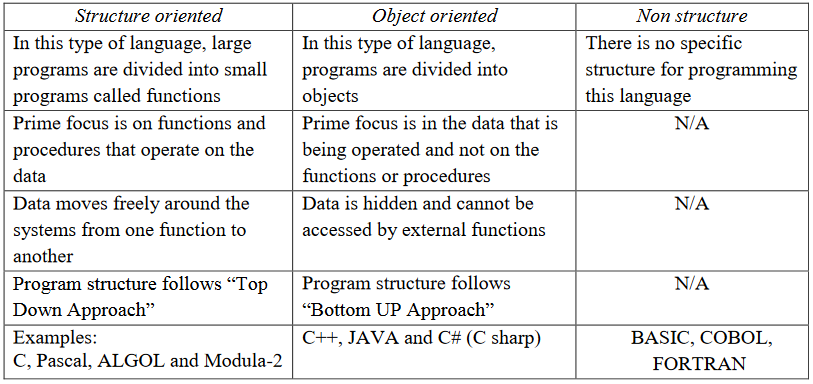 Structure oriented
Object oriented
Non structure
In this type of language, large
programs are divided into small
programs called functions
In this type of language,
programs are divided into
objects
There is no specific
structure for programming
this language
Prime focus is on functions and
procedures that operate on the
data
Prime focus is in the data that is
being operated and not on the
functions or procedures
N/A
Data moves freely around the
systems from one function to
another
Data is hidden and cannot be
accessed by external functions
N/A
Program structure follows “Top
Down Approach”
Program structure follows
“Bottom UP Approach”
N/A
Examples:
C, Pascal, ALGOL and Modula-2
C++, JAVA and C# (C sharp)
BASIC, COBOL,
FORTRAN